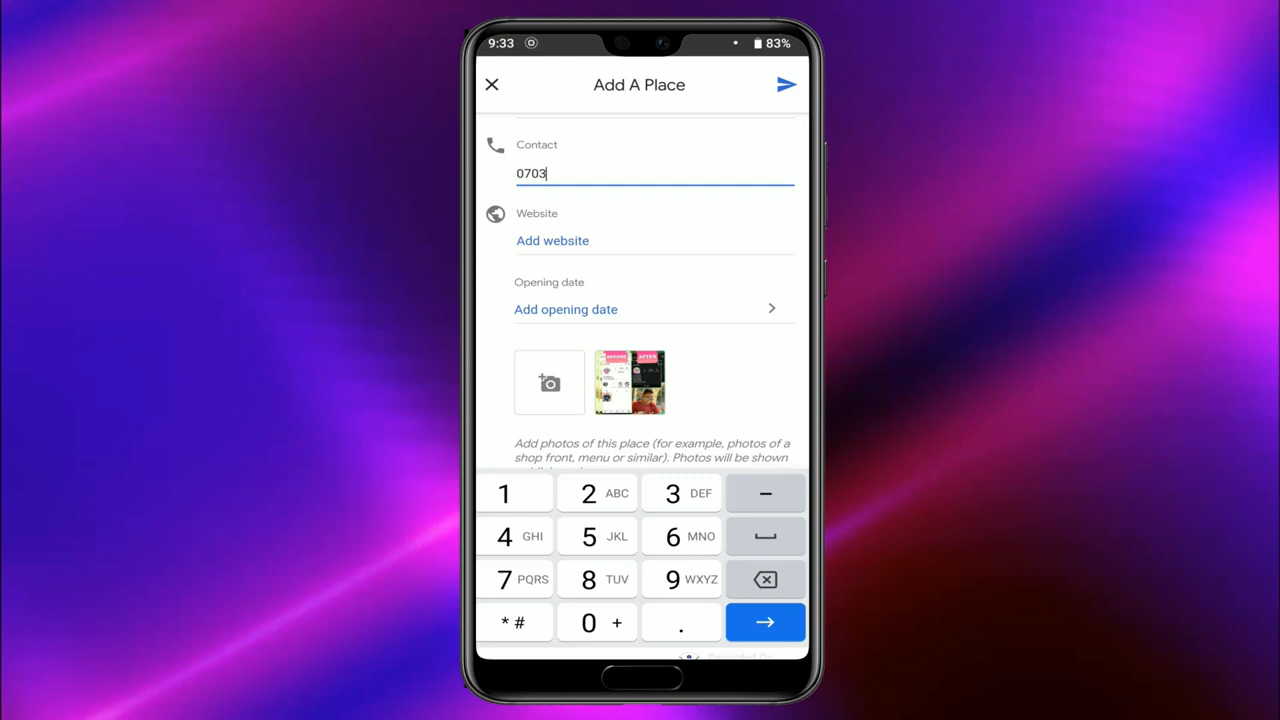 9:33
83%
Add A Place
Contact
0703
Website
Add website
Opening date
Add opening date
BEFORE AFTER
Add photos of this place (for example, photos of a
shop front, menu or similar). Photos will be shown
1 2 ABC 3 DEF -
4 GHI 5 JKL 6 MNO
7 PQRS 8 TUV 9 WXYZ
* # 0 + .